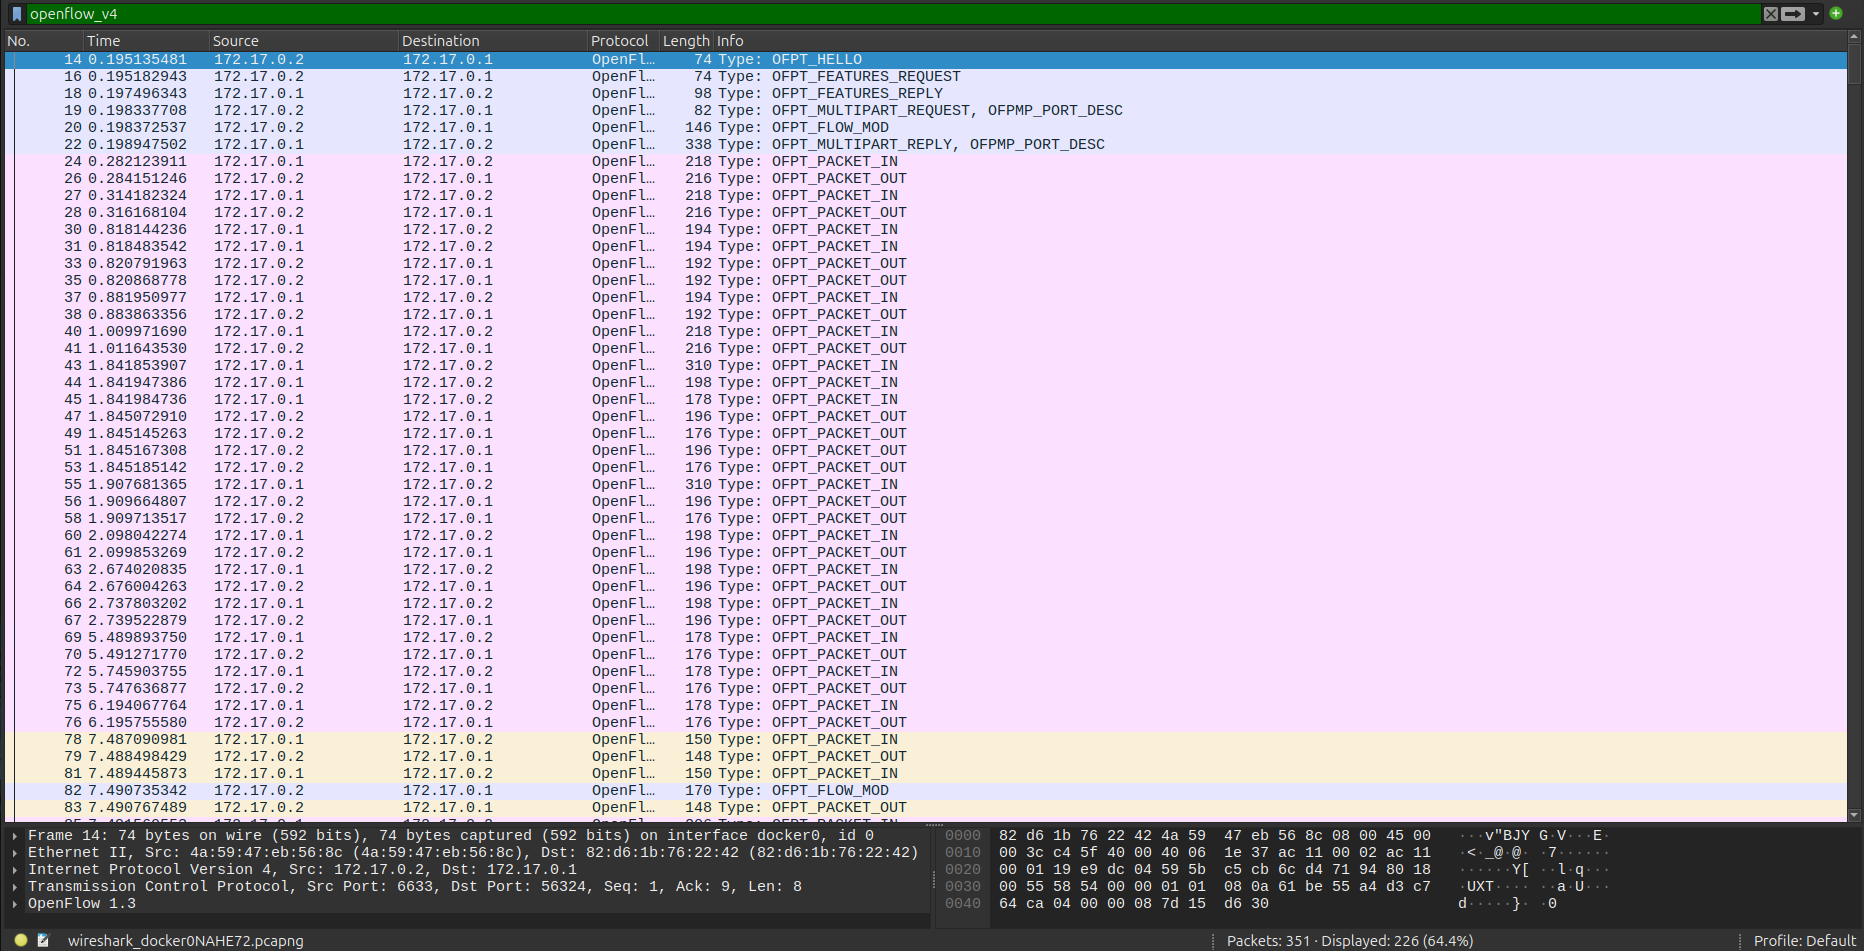 openflow_v4
No. Time Source Destination Protocol Length Info
14 0.195135481 172.17.0.2 172.17.0.1 OpenFl… 74 Type: OFPT_HELLO
16 0.195182943 172.17.0.2 172.17.0.1 OpenFl… 74 Type: OFPT_FEATURES_REQUEST
18 0.197496343 172.17.0.1 172.17.0.2 OpenFl… 98 Type: OFPT_FEATURES_REPLY
19 0.198337708 172.17.0.2 172.17.0.1 OpenFl… 82 Type: OFPT_MULTIPART_REQUEST, OFPMP_PORT_DESC
20 0.198372537 172.17.0.2 172.17.0.1 OpenFl… 146 Type: OFPT_FLOW_MOD
22 0.198947502 172.17.0.1 172.17.0.2 OpenFl… 338 Type: OFPT_MULTIPART_REPLY, OFPMP_PORT_DESC
24 0.282123911 172.17.0.1 172.17.0.2 OpenFl… 218 Type: OFPT_PACKET_IN
26 0.284151246 172.17.0.2 172.17.0.1 OpenFl… 216 Type: OFPT_PACKET_OUT
27 0.314182324 172.17.0.1 172.17.0.2 OpenFl… 218 Type: OFPT_PACKET_IN
28 0.316168104 172.17.0.2 172.17.0.1 OpenFl… 216 Type: OFPT_PACKET_OUT
30 0.818144236 172.17.0.1 172.17.0.2 OpenFl… 194 Type: OFPT_PACKET_IN
31 0.818483542 172.17.0.1 172.17.0.2 OpenFl… 194 Type: OFPT_PACKET_IN
33 0.820791963 172.17.0.2 172.17.0.1 OpenFl… 192 Type: OFPT_PACKET_OUT
35 0.820868778 172.17.0.2 172.17.0.1 OpenFl… 192 Type: OFPT_PACKET_OUT
37 0.881950977 172.17.0.1 172.17.0.2 OpenFl… 194 Type: OFPT_PACKET_IN
38 0.883863356 172.17.0.2 172.17.0.1 OpenFl… 192 Type: OFPT_PACKET_OUT
40 1.009971690 172.17.0.1 172.17.0.2 OpenFl… 218 Type: OFPT_PACKET_IN
41 1.011643530 172.17.0.2 172.17.0.1 OpenFl… 216 Type: OFPT_PACKET_OUT
43 1.841853907 172.17.0.1 172.17.0.2 OpenFl… 310 Type: OFPT_PACKET_IN
44 1.841947386 172.17.0.1 172.17.0.2 OpenFl… 198 Type: OFPT_PACKET_IN
45 1.841984736 172.17.0.1 172.17.0.2 OpenFl… 178 Type: OFPT_PACKET_IN
47 1.845072910 172.17.0.2 172.17.0.1 OpenFl… 196 Type: OFPT_PACKET_OUT
49 1.845145263 172.17.0.2 172.17.0.1 OpenFl… 176 Type: OFPT_PACKET_OUT
51 1.845167308 172.17.0.2 172.17.0.1 OpenFl… 196 Type: OFPT_PACKET_OUT
53 1.845185142 172.17.0.2 172.17.0.1 OpenFl… 176 Type: OFPT_PACKET_OUT
55 1.907681365 172.17.0.1 172.17.0.2 OpenFl… 310 Type: OFPT_PACKET_IN
56 1.909664807 172.17.0.2 172.17.0.1 OpenFl… 196 Type: OFPT_PACKET_OUT
58 1.909713517 172.17.0.2 172.17.0.1 OpenFl… 176 Type: OFPT_PACKET_OUT
60 2.098042274 172.17.0.1 172.17.0.2 OpenFl… 198 Type: OFPT_PACKET_IN
61 2.099853269 172.17.0.2 172.17.0.1 OpenFl… 196 Type: OFPT_PACKET_OUT
63 2.674020835 172.17.0.1 172.17.0.2 OpenFl… 198 Type: OFPT_PACKET_IN
64 2.676004263 172.17.0.2 172.17.0.1 OpenFl… 196 Type: OFPT_PACKET_OUT
66 2.737803202 172.17.0.1 172.17.0.2 OpenFl… 198 Type: OFPT_PACKET_IN
67 2.739522879 172.17.0.2 172.17.0.1 OpenFl… 196 Type: OFPT_PACKET_OUT
69 5.489893750 172.17.0.1 172.17.0.2 OpenFl… 178 Type: OFPT_PACKET_IN
70 5.491271770 172.17.0.2 172.17.0.1 OpenFl… 176 Type: OFPT_PACKET_OUT
72 5.745903755 172.17.0.1 172.17.0.2 OpenFl… 178 Type: OFPT_PACKET_IN
73 5.747636877 172.17.0.2 172.17.0.1 OpenFl… 176 Type: OFPT_PACKET_OUT
75 6.194067764 172.17.0.1 172.17.0.2 OpenFl… 178 Type: OFPT_PACKET_IN
76 6.195755580 172.17.0.2 172.17.0.1 OpenFl… 176 Type: OFPT_PACKET_OUT
78 7.487090981 172.17.0.1 172.17.0.2 OpenFl… 150 Type: OFPT_PACKET_IN
79 7.488498429 172.17.0.2 172.17.0.1 OpenFl… 148 Type: OFPT_PACKET_OUT
81 7.489445873 172.17.0.1 172.17.0.2 OpenFl… 150 Type: OFPT_PACKET_IN
82 7.490735342 172.17.0.2 172.17.0.1 OpenFl… 170 Type: OFPT_FLOW_MOD
83 7.490767489 172.17.0.2 172.17.0.1 OpenFl… 148 Type: OFPT_PACKET_OUT
Frame 14: 74 bytes on wire (592 bits), 74 bytes captured (592 bits) on interface docker0, id 0
Ethernet II, Src: 4a:59:47:eb:56:8c (4a:59:47:eb:56:8c), Dst: 82:d6:1b:76:22:42 (82:d6:1b:76:22:42)
Internet Protocol Version 4, Src: 172.17.0.2, Dst: 172.17.0.1
Transmission Control Protocol, Src Port: 6633, Dst Port: 56324, Seq: 1, Ack: 9, Len: 8
OpenFlow 1.3
0000 82 d6 1b 76 22 42 4a 59 47 eb 56 8c 08 00 45 00 ···v"BJY G·V···E·
0010 00 3c c4 5f 40 00 40 06 1e 37 ac 11 00 02 ac 11 ·<·_@·@· ·7······
0020 00 01 19 e9 dc 04 59 5b c5 cb 6c d4 71 94 80 18 ······Y[ ··l·q···
0030 00 55 58 54 00 00 01 01 08 0a 61 be 55 a4 d3 c7 ·UXT···· ··a·U···
0040 64 ca 04 00 00 08 7d 15 d6 30 d·····}· ·0
wireshark_docker0NAHE72.pcapng
Packets: 351 · Displayed: 226 (64.4%)
Profile: Default